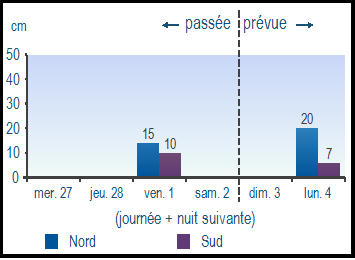 cm
passée prévue
50
40
30
20
10
0
15
10
20
7
mer. 27 jeu. 28 ven. 1 sam. 2 dim. 3 lun. 4
(journée + nuit suivante)
Nord Sud